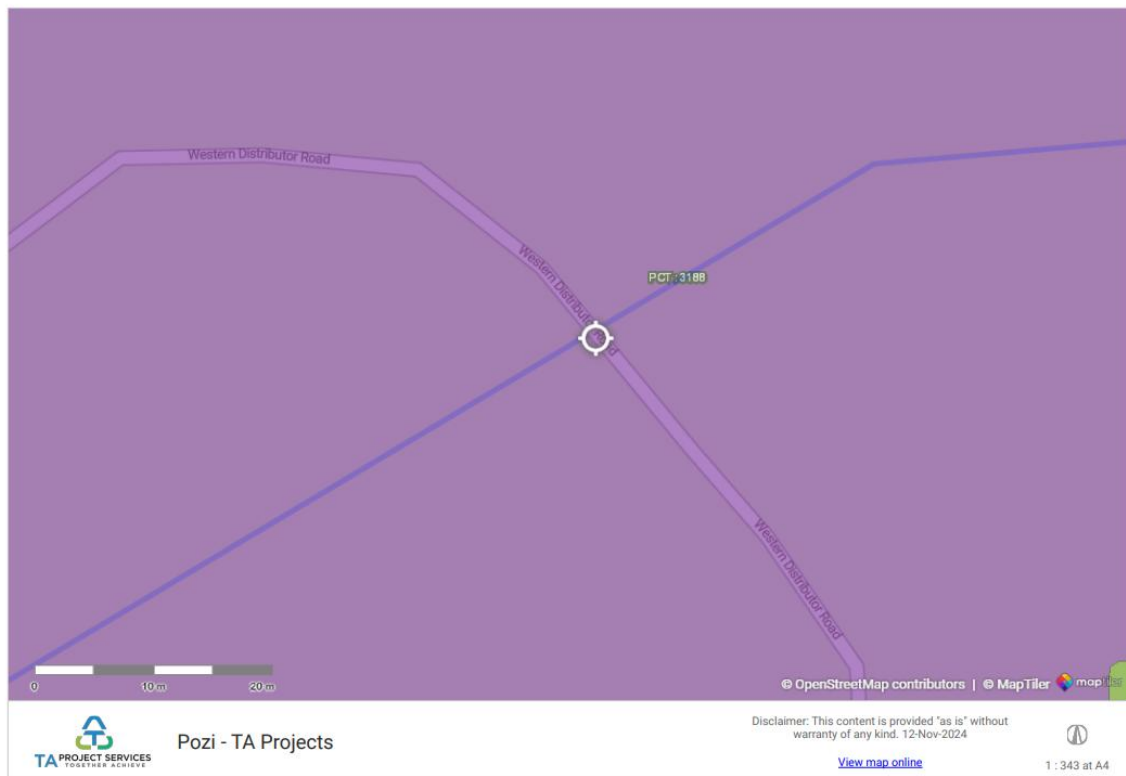 Western Distributor Road
PCT : 3188
Western Distributor Road
Western Distributor Road
0 10 m 20 m
© OpenStreetMap contributors | © MapTiler maptiler
TA PROJECT SERVICES
TOGETHER ACHIEVE
Pozi - TA Projects
Disclaimer: This content is provided "as is" without
warranty of any kind. 12-Nov-2024
View map online
1 : 343 at A4